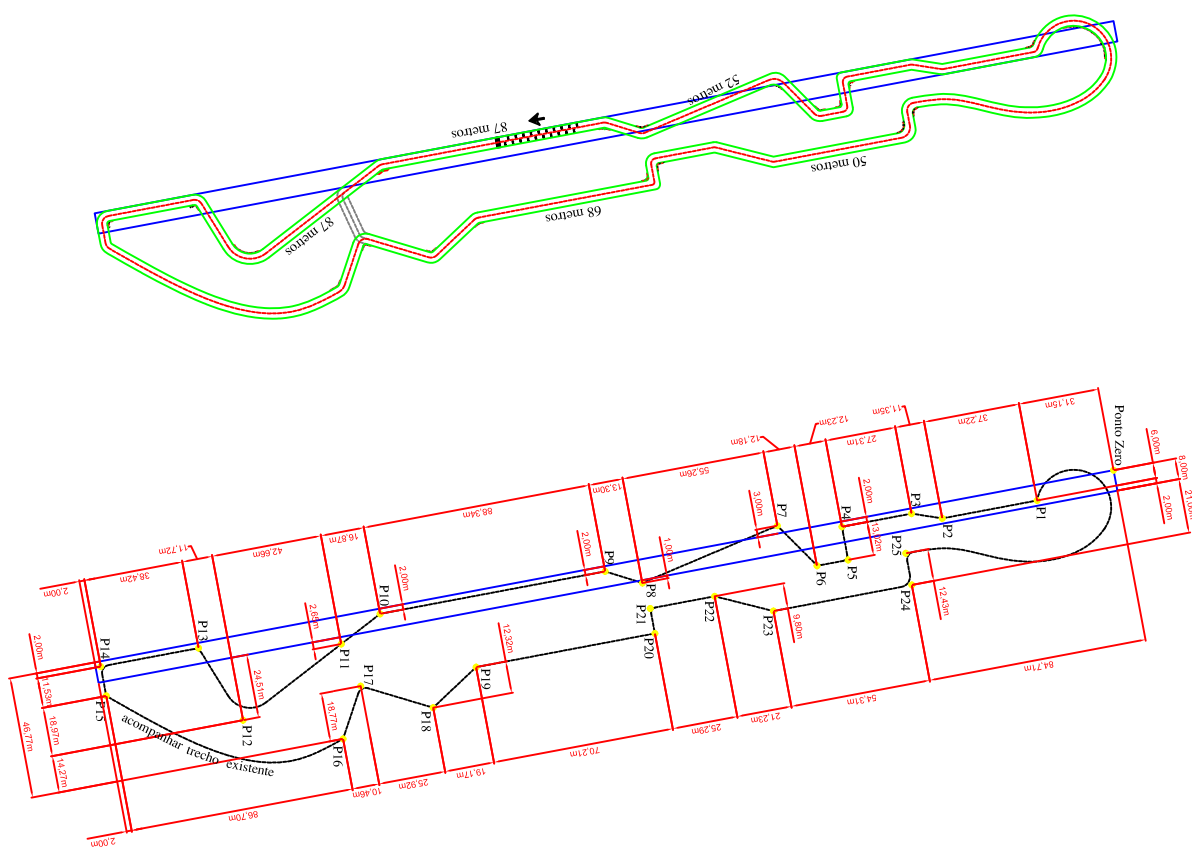 52 metros
87 metros
50 metros
68 metros
87 metros
Ponto Zero
31,15m
6,00m
8,00m
21,00m
2,00m
37,22m
11,35m
27,31m
12,23m
12,18m
55,26m
13,30m
88,34m
16,87m
42,66m
11,72m
38,42m
2,00m
P1
P2
P3
P4
2,00m
13,02m
P5
P6
P7
3,00m
P8
1,00m
P9
2,00m
P10
2,00m
P11
2,65m
P12
24,51m
P13
P14
2,00m
11,53m
P15
18,97m
46,77m
14,27m
acompanhar trecho existente
P16
18,77m
P17
P18
P19
12,32m
P20
P21
P22
P23
9,80m
P24
12,43m
P25
84,71m
54,31m
21,23m
25,29m
70,21m
19,17m
25,92m
10,46m
86,70m
2,00m